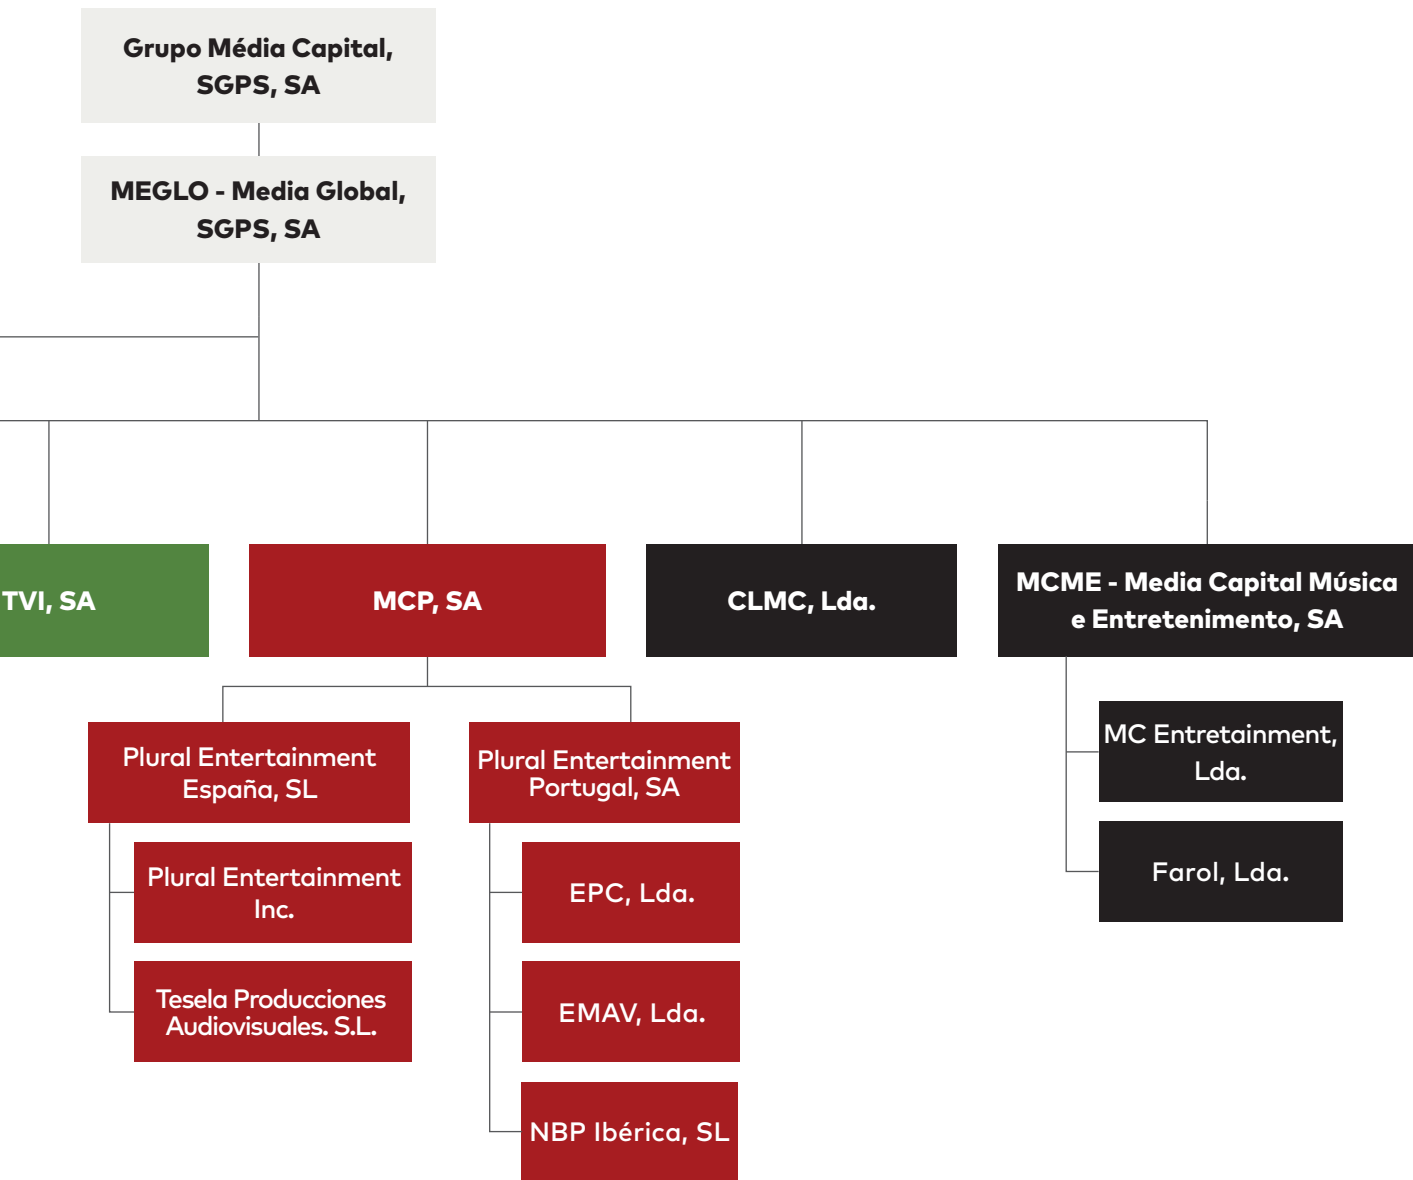 Grupo Média Capital,
SGPS, SA
MEGLO - Media Global,
SGPS, SA
TVI, SA
MCP, SA
CLMC, Lda.
MCME - Media Capital Música
e Entretenimento, SA
Plural Entertainment
España, SL
Plural Entertainment
Inc.
Tesela Producciones
Audiovisuales. S.L.
Plural Entertainment
Portugal, SA
EPC, Lda.
EMAV, Lda.
NBP Ibérica, SL
MC Entretainment,
Lda.
Farol, Lda.